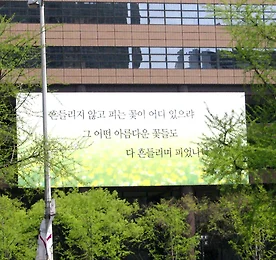 흔들리지 않고 피는 꽃이 어디 있으랴
그 어떤 아름다운 꽃들도
다 흔들리며 피었나니